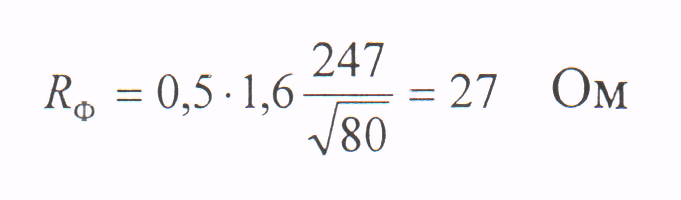 R_Ф = 0,5 · 1,6 247/√80 = 27 Ом